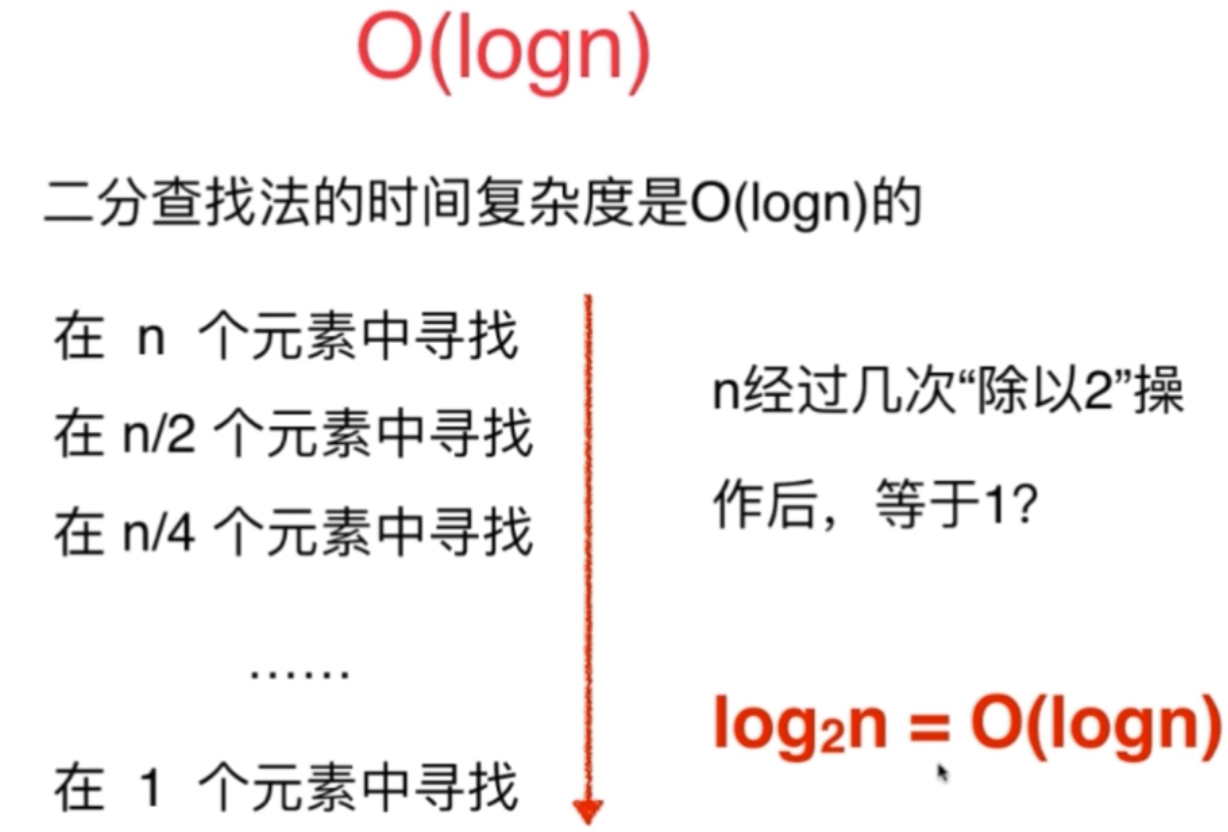 O(logn)
二分查找法的时间复杂度是O(logn)的
在 n 个元素中寻找
在 n/2 个元素中寻找
在 n/4 个元素中寻找
……
在 1 个元素中寻找
n经过几次“除以2”操
作后，等于1?
log₂n = O(logn)